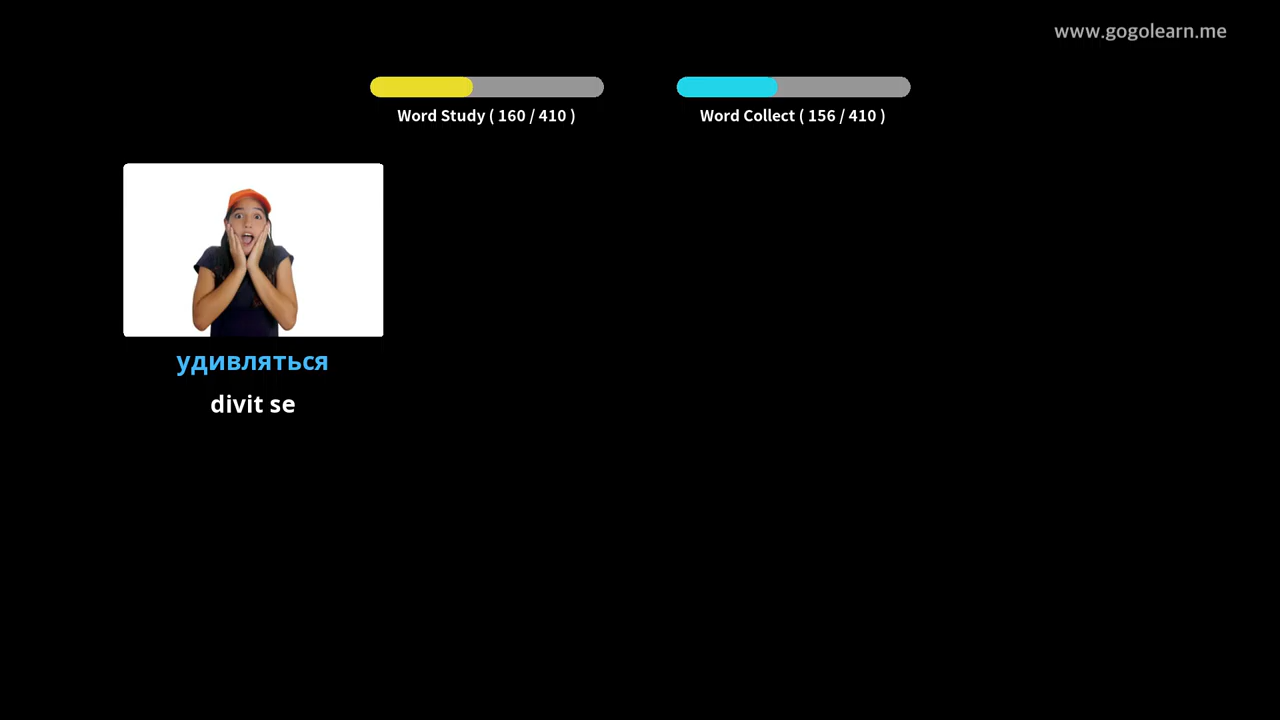 www.gogolearn.me
Word Study ( 160 / 410 )
Word Collect ( 156 / 410 )
удивляться
divit se